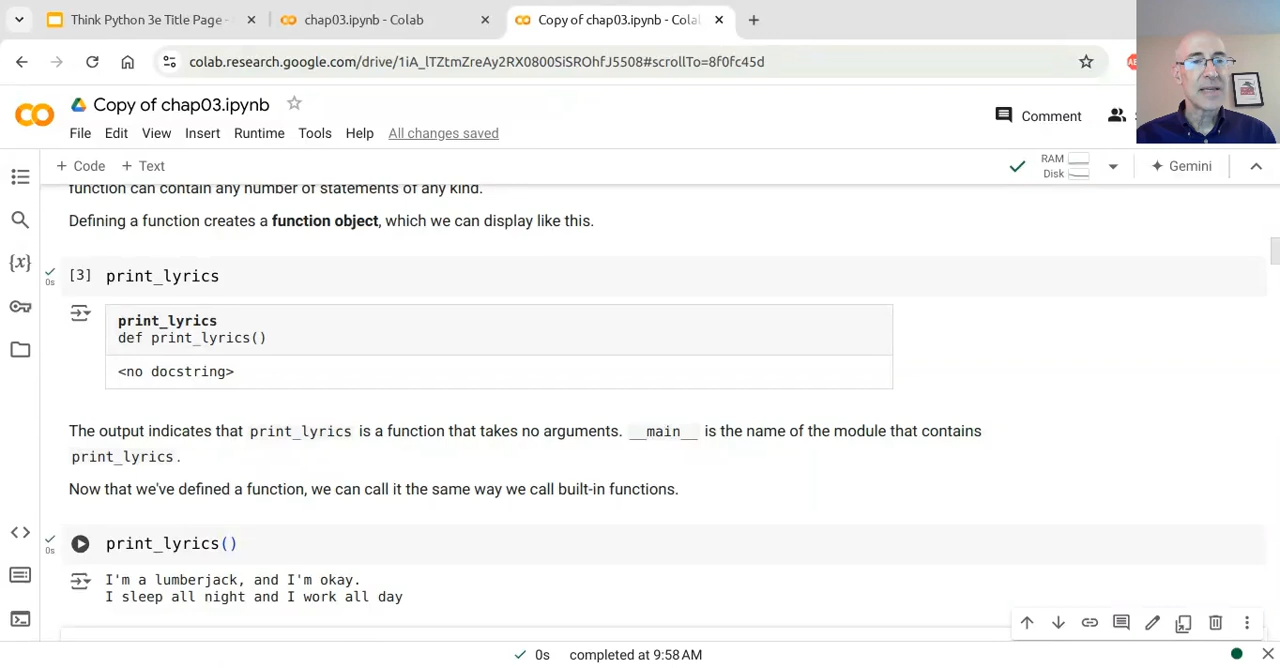 Think Python 3e Title Page -
chap03.ipynb - Colab
Copy of chap03.ipynb - Cola
colab.research.google.com/drive/1iA_lTZtmZreAy2RX0800SiSROhfJ5508#scrollTo=8f0fc45d
Copy of chap03.ipynb
File Edit View Insert Runtime Tools Help All changes saved
Comment
+ Code + Text
RAM
Disk
Gemini
function can contain any number of statements of any kind.
Defining a function creates a function object, which we can display like this.
[3] print_lyrics
0s
print_lyrics
def print_lyrics()
<no docstring>
The output indicates that print_lyrics is a function that takes no arguments. __main__ is the name of the module that contains
print_lyrics.
Now that we've defined a function, we can call it the same way we call built-in functions.
print_lyrics()
0s
I'm a lumberjack, and I'm okay.
I sleep all night and I work all day
0s completed at 9:58 AM